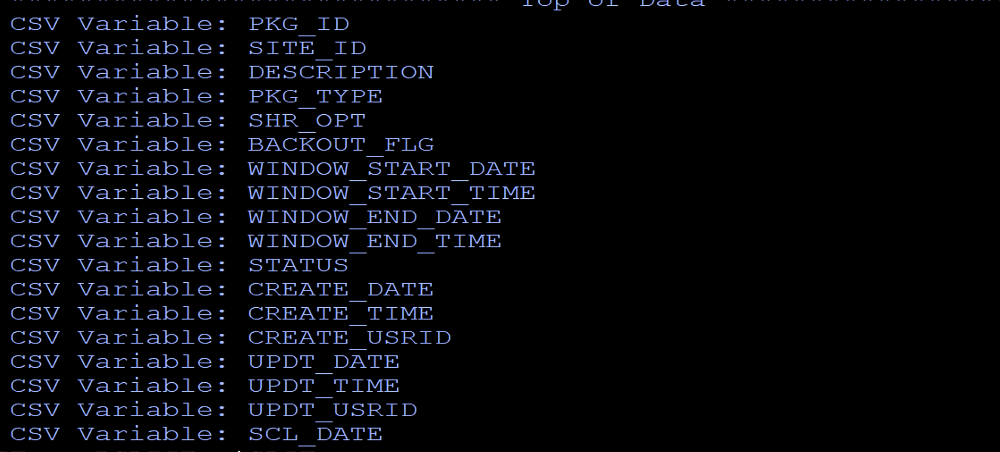 Top of Data
CSV Variable: PKG_ID
CSV Variable: SITE_ID
CSV Variable: DESCRIPTION
CSV Variable: PKG_TYPE
CSV Variable: SHR_OPT
CSV Variable: BACKOUT_FLG
CSV Variable: WINDOW_START_DATE
CSV Variable: WINDOW_START_TIME
CSV Variable: WINDOW_END_DATE
CSV Variable: WINDOW_END_TIME
CSV Variable: STATUS
CSV Variable: CREATE_DATE
CSV Variable: CREATE_TIME
CSV Variable: CREATE_USRID
CSV Variable: UPDT_DATE
CSV Variable: UPDT_TIME
CSV Variable: UPDT_USRID
CSV Variable: SCL_DATE